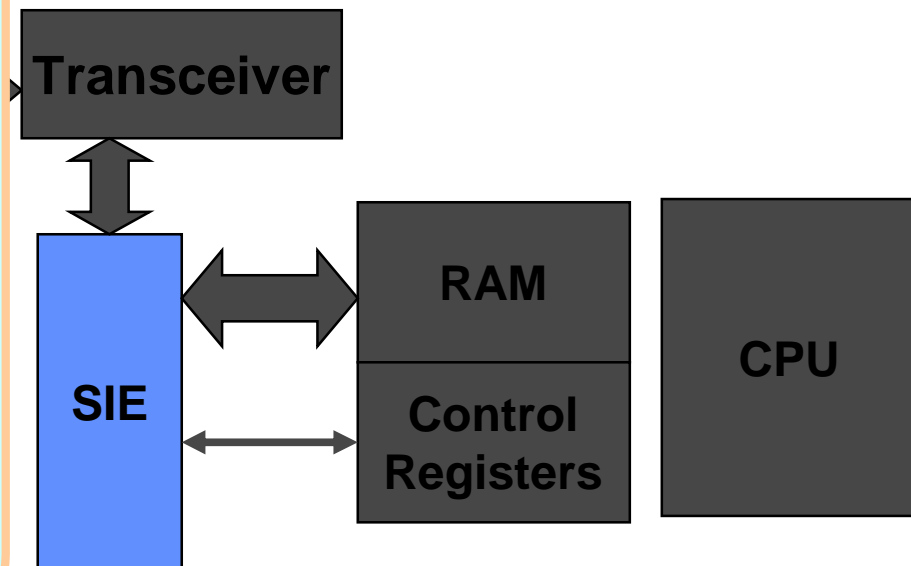 Transceiver
RAM
CPU
SIE
Control
Registers